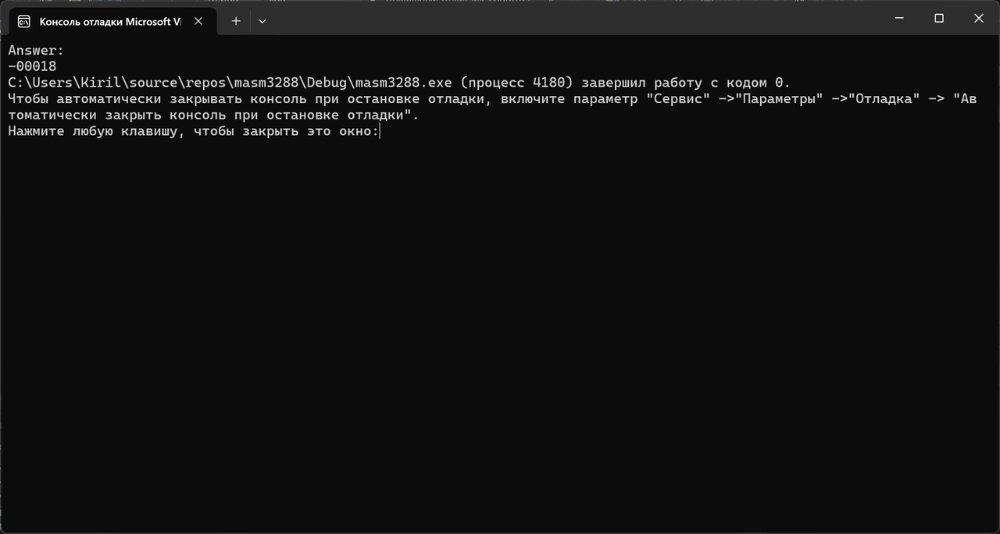 Консоль отладки Microsoft Vi
Answer:
-00018
C:\Users\Kiril\source\repos\masm3288\Debug\masm3288.exe (процесс 4180) завершил работу с кодом 0.
Чтобы автоматически закрывать консоль при остановке отладки, включите параметр "Сервис" ->"Параметры" ->"Отладка" -> "Ав
томатически закрыть консоль при остановке отладки".
Нажмите любую клавишу, чтобы закрыть это окно: